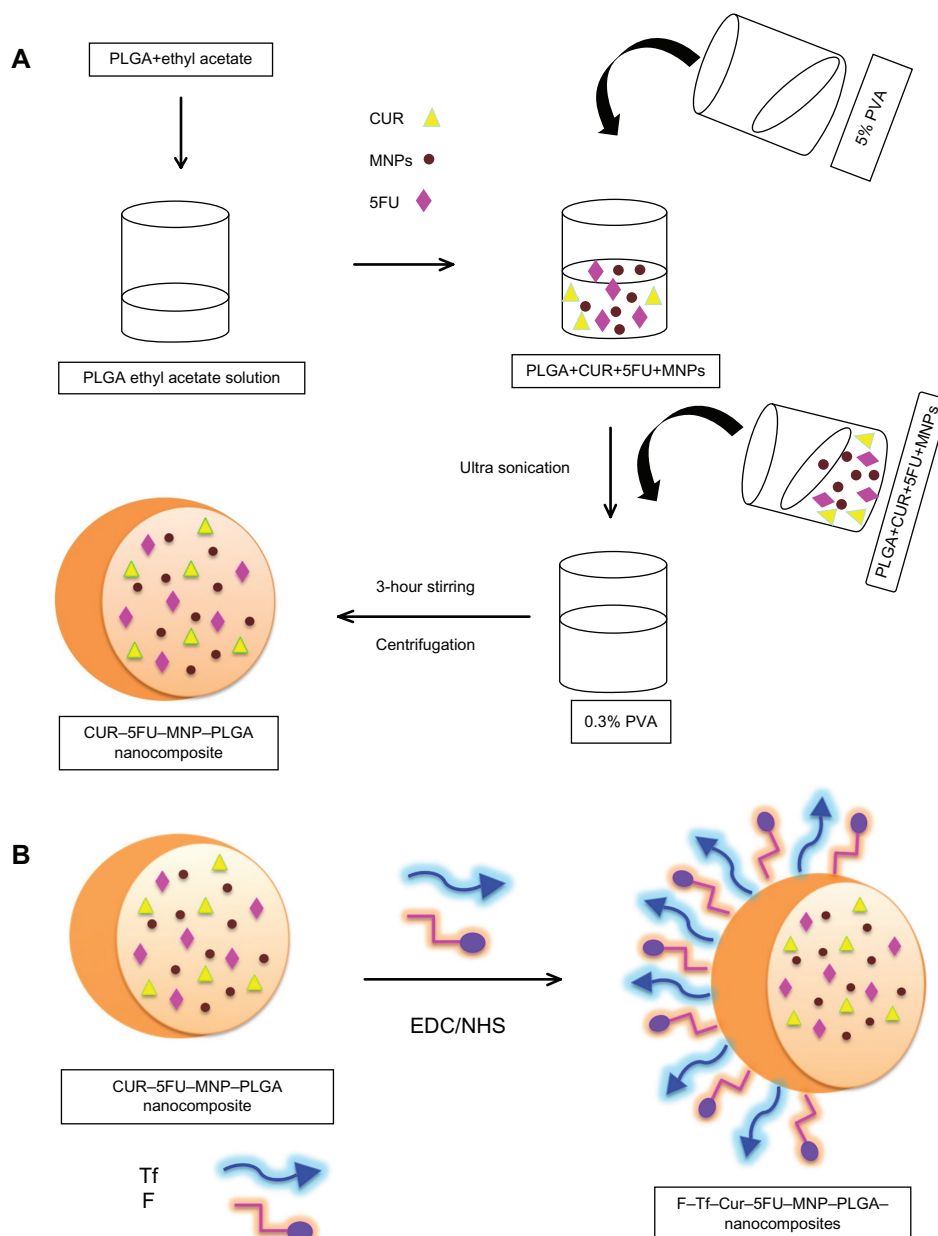 A
PLGA+ethyl acetate
CUR
MNPs
5FU
5% PVA
PLGA ethyl acetate solution
PLGA+CUR+5FU+MNPs
Ultra sonication
PLGA+CUR+5FU+MNPs
3-hour stirring
Centrifugation
0.3% PVA
CUR–5FU–MNP–PLGA
nanocomposite
B
EDC/NHS
CUR–5FU–MNP–PLGA
nanocomposite
Tf
F
F–Tf–Cur–5FU–MNP–PLGA–
nanocomposites